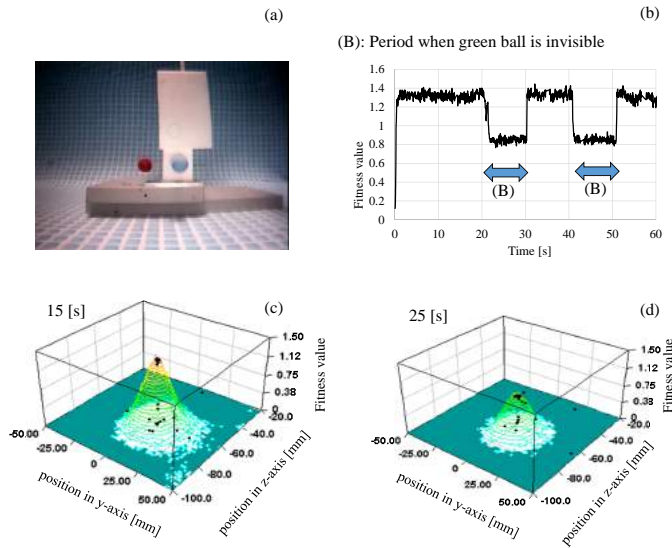 (a)
(b)
(B): Period when green ball is invisible
1.6
1.4
1.2
1
0.8
0.6
0.4
0.2
0
Fitness value
(B)
(B)
0
10
20
30
40
50
60
Time [s]
15 [s]
(c)
1.50
1.12
0.75
0.38
0
Fitness value
-20.0
-40.0
-60.0
-80.0
-100.0
position in z-axis [mm]
-50.00
-25.00
0
25.00
50.00
position in y-axis [mm]
25 [s]
(d)
1.50
1.12
0.75
0.38
0
Fitness value
-20.0
-40.0
-60.0
-80.0
-100.0
position in z-axis [mm]
-50.00
-25.00
0
25.00
50.00
position in y-axis [mm]